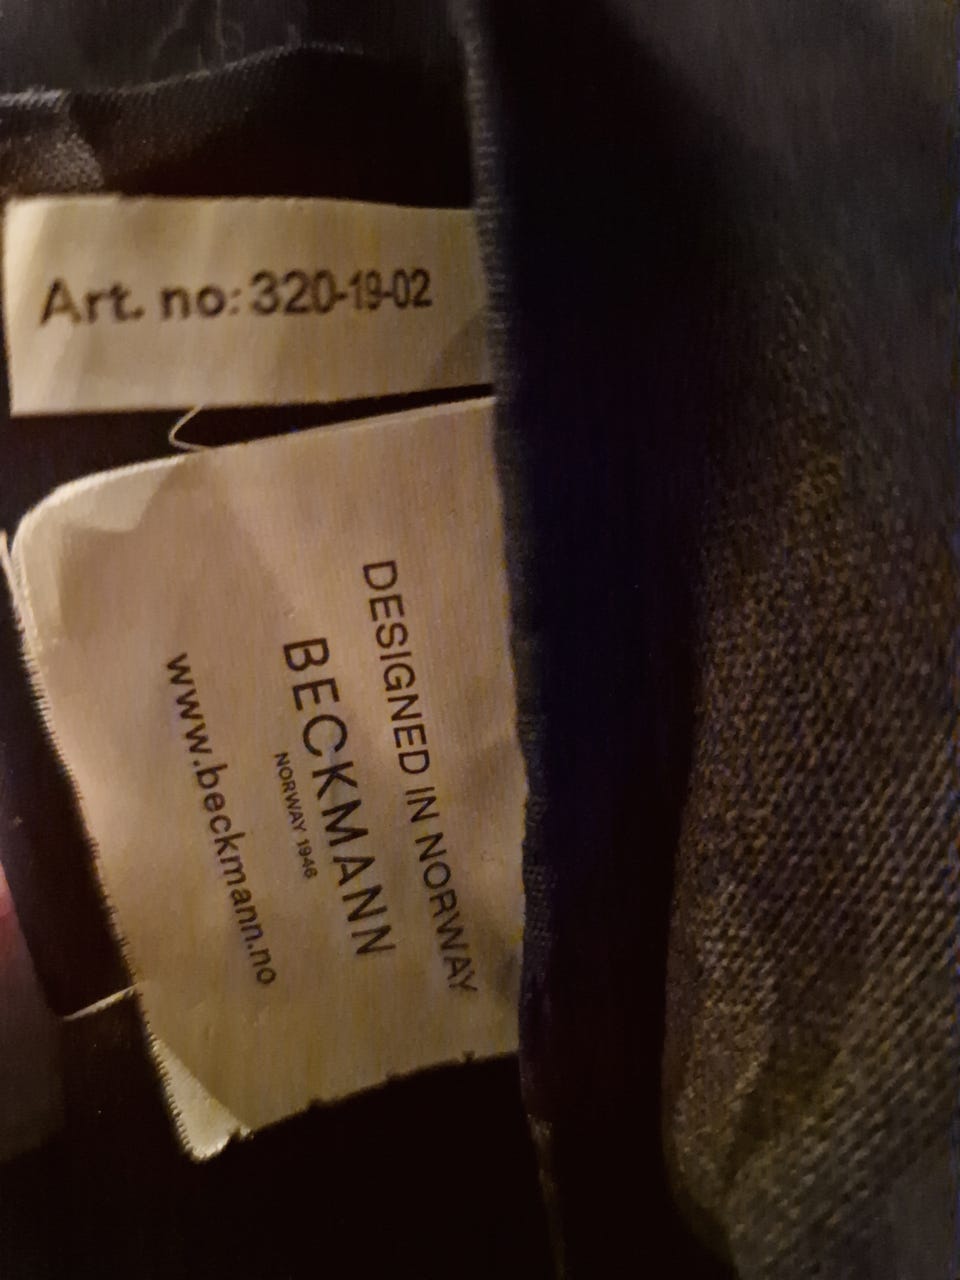 Art. no: 320-19-02
DESIGNED IN NORWAY
BECKMANN
NORWAY 1946
www.beckmann.no